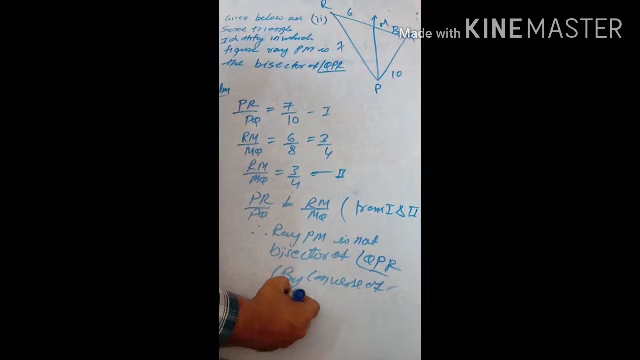 Given below are (ii)
Some triangle
Identify in which
figure ray PM is 7
the bisector of ∠QPR
R 6 M 8
10
P
Made with KINEMASTER
PR/PQ = 7/10 - I
RM/MQ = 6/8 = 3/4
RM/MQ = 3/4 — II
PR/PQ RM/MQ (from I & II
∴ Ray PM is not
bisector of ∠QPR
(By Converse of